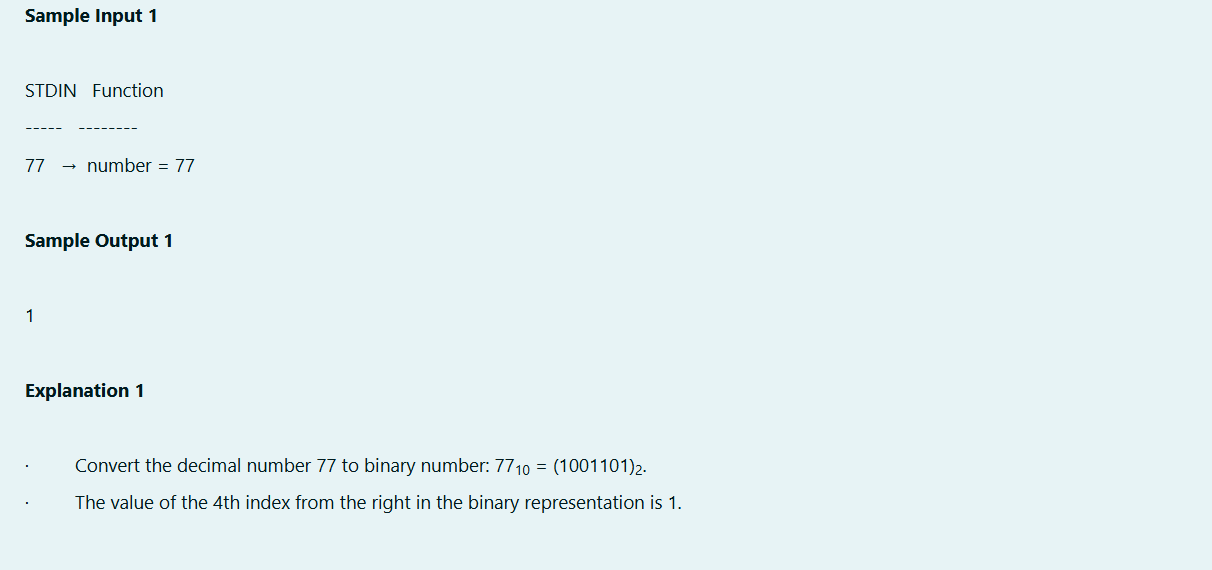 Sample Input 1
STDIN   Function
-----   --------
77   →  number = 77
Sample Output 1
1
Explanation 1
·        Convert the decimal number 77 to binary number: 77₁₀ = (1001101)₂.
·        The value of the 4th index from the right in the binary representation is 1.